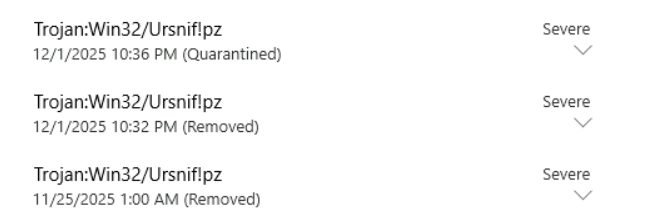 Trojan:Win32/Ursnif!pz
Severe
12/1/2025 10:36 PM (Quarantined)
Trojan:Win32/Ursnif!pz
Severe
12/1/2025 10:32 PM (Removed)
Trojan:Win32/Ursnif!pz
Severe
11/25/2025 1:00 AM (Removed)